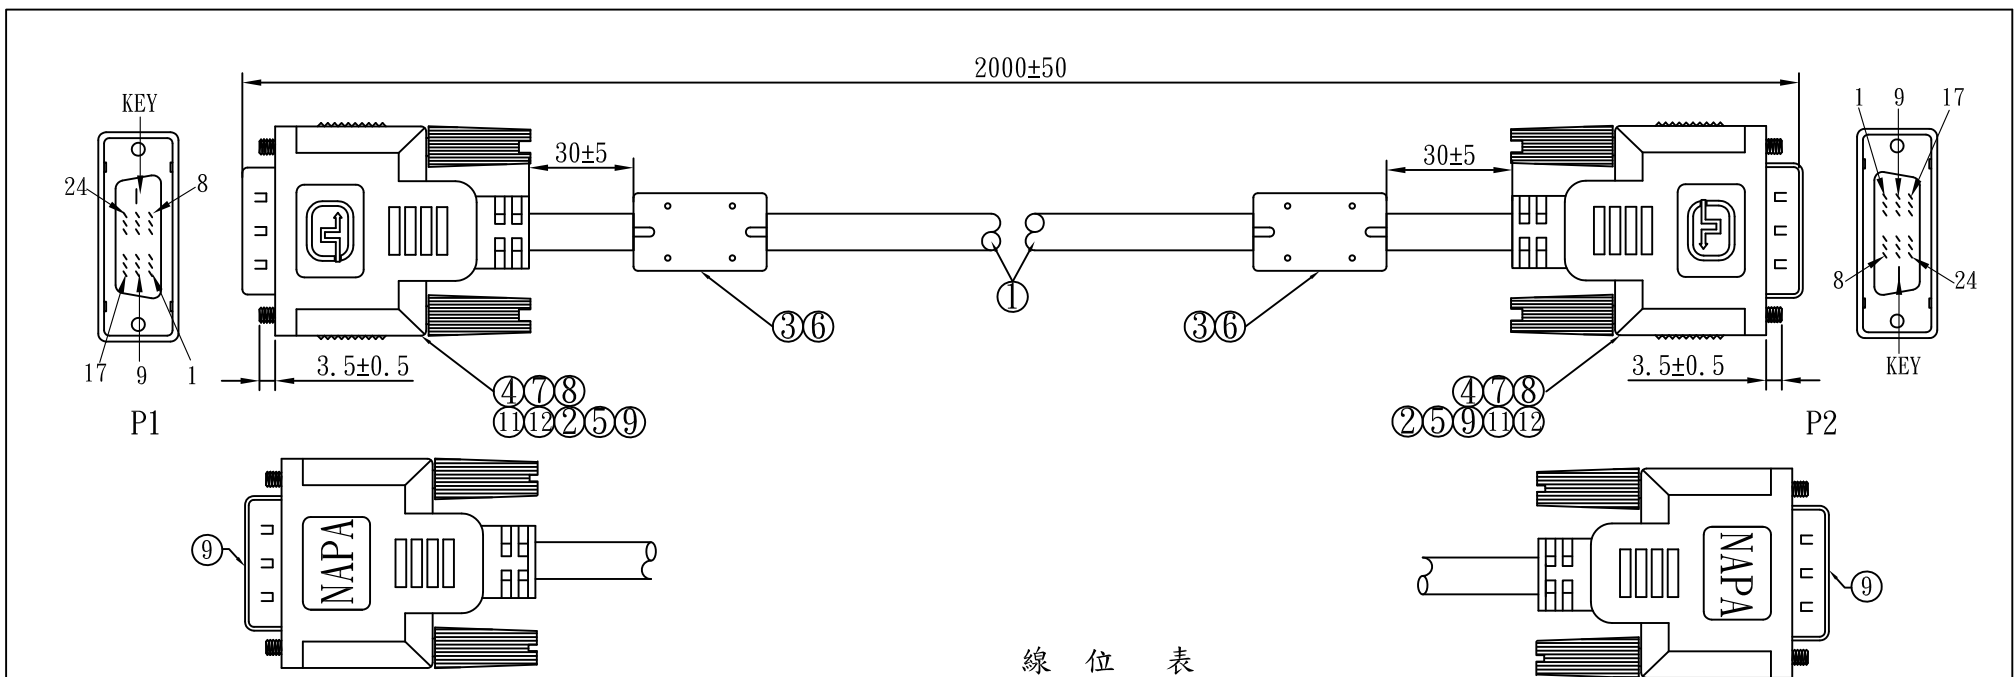 2000±50
KEY
1 9 17
30±5
30±5
24
8
8
24
①
③⑥
③⑥
17 9 1
KEY
3.5±0.5
3.5±0.5
④⑦⑧
⑪⑫②⑤⑨
④⑦⑧
②⑤⑨⑪⑫
P1
P2
⑨
NAPA
NAPA
⑨
線 位 表